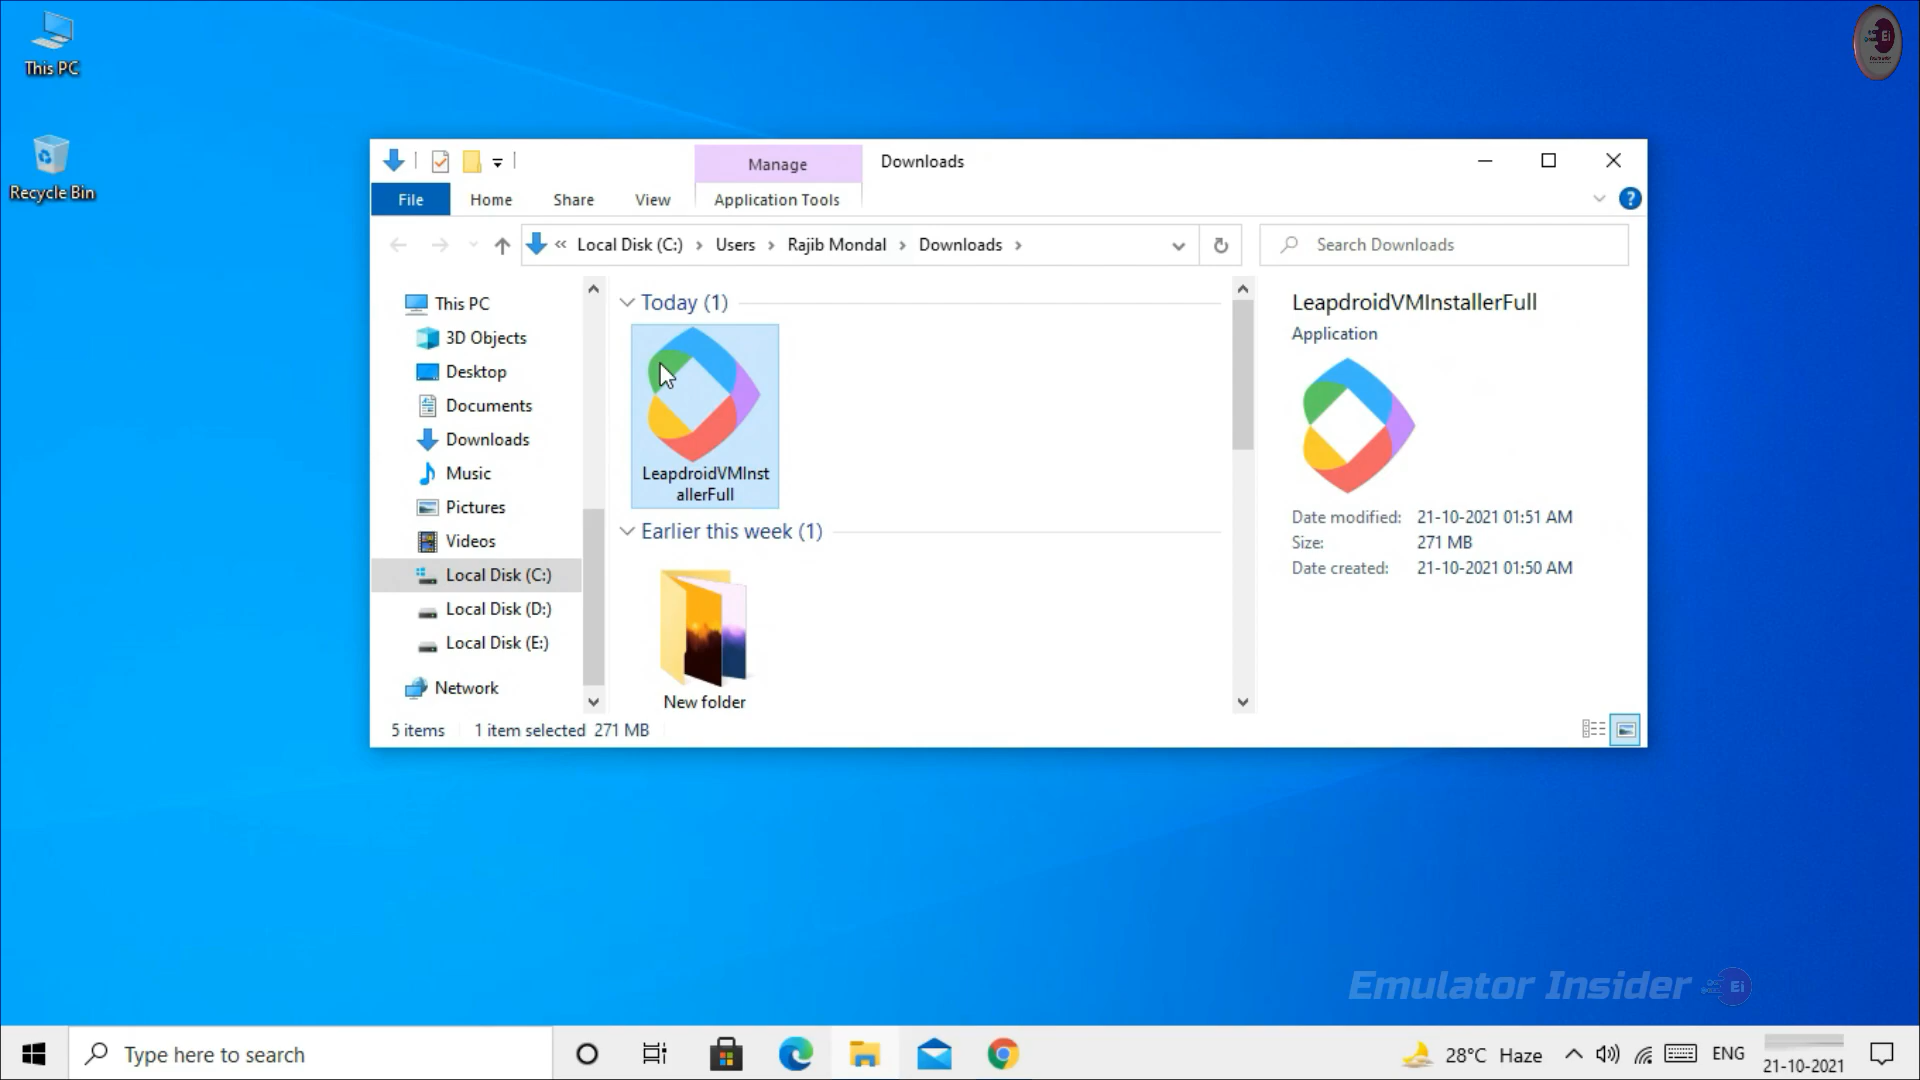 This PC
Recycle Bin
Manage
Downloads
File
Home
Share
View
Application Tools
« Local Disk (C:) › Users › Rajib Mondal › Downloads ›
Search Downloads
This PC
3D Objects
Desktop
Documents
Downloads
Music
Pictures
Videos
Local Disk (C:)
Local Disk (D:)
Local Disk (E:)
Network
Today (1)
LeapdroidVMInst
allerFull
Earlier this week (1)
New folder
LeapdroidVMInstallerFull
Application
Date modified: 21-10-2021 01:51 AM
Size: 271 MB
Date created: 21-10-2021 01:50 AM
5 items
1 item selected 271 MB
Emulator Insider
Ei
Type here to search
28°C Haze
ENG
21-10-2021